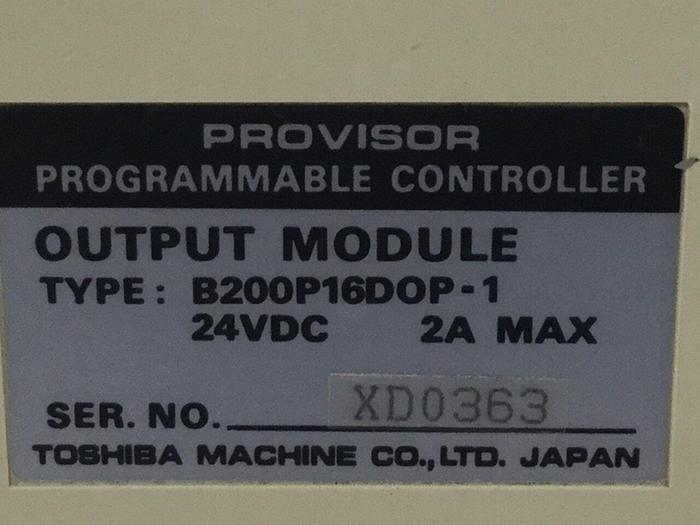 PROVISOR
PROGRAMMABLE CONTROLLER
OUTPUT MODULE
TYPE: B200P16DOP-1
24VDC 2A MAX
SER. NO. XD0363
TOSHIBA MACHINE CO.,LTD. JAPAN